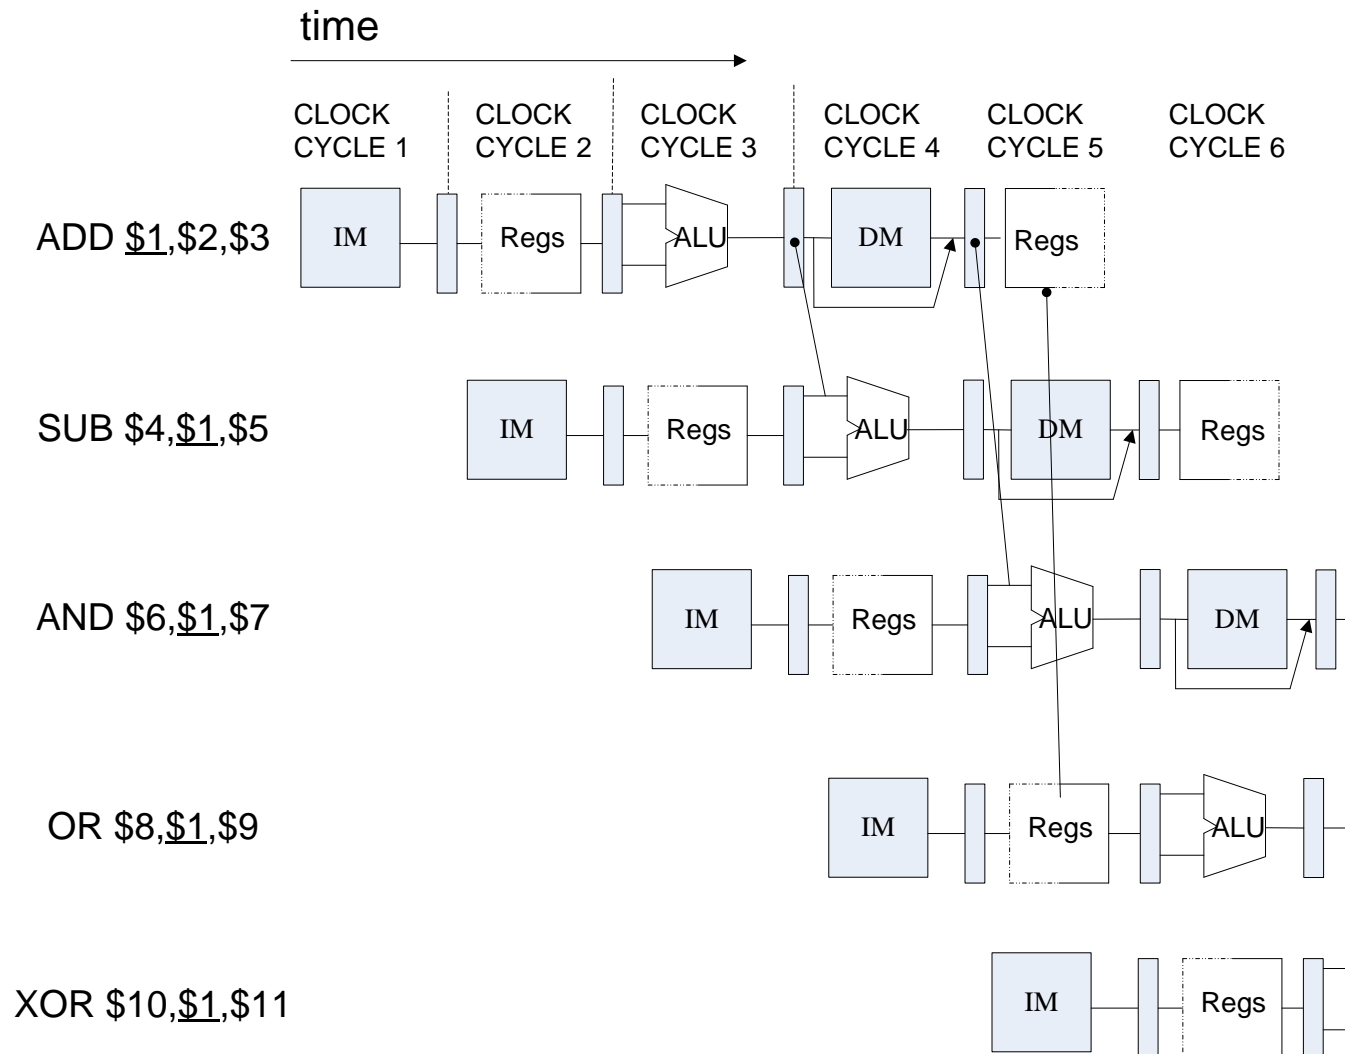 time
CLOCK CYCLE 1
CLOCK CYCLE 2
CLOCK CYCLE 3
CLOCK CYCLE 4
CLOCK CYCLE 5
CLOCK CYCLE 6
ADD $1,$2,$3
IM
Regs
ALU
DM
Regs
SUB $4,$1,$5
IM
Regs
ALU
DM
Regs
AND $6,$1,$7
IM
Regs
ALU
DM
OR $8,$1,$9
IM
Regs
ALU
XOR $10,$1,$11
IM
Regs